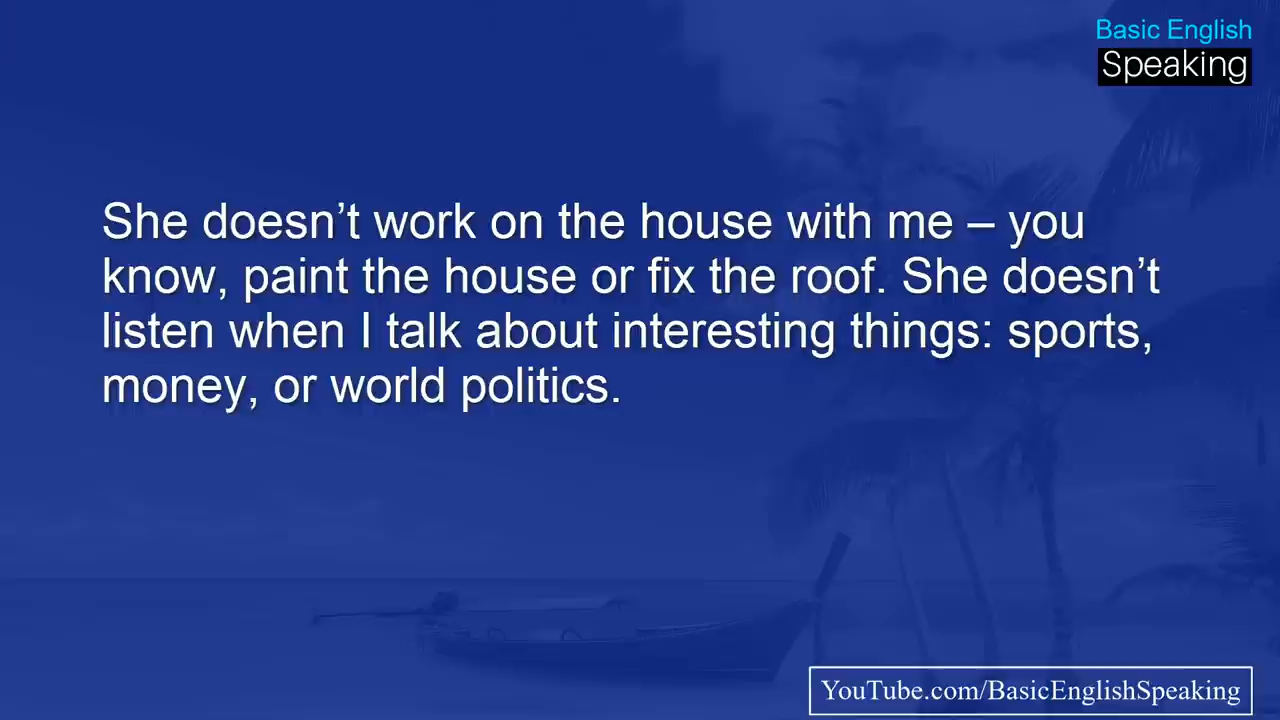 Basic English
Speaking
She doesn’t work on the house with me – you
know, paint the house or fix the roof. She doesn’t
listen when I talk about interesting things: sports,
money, or world politics.
YouTube.com/BasicEnglishSpeaking